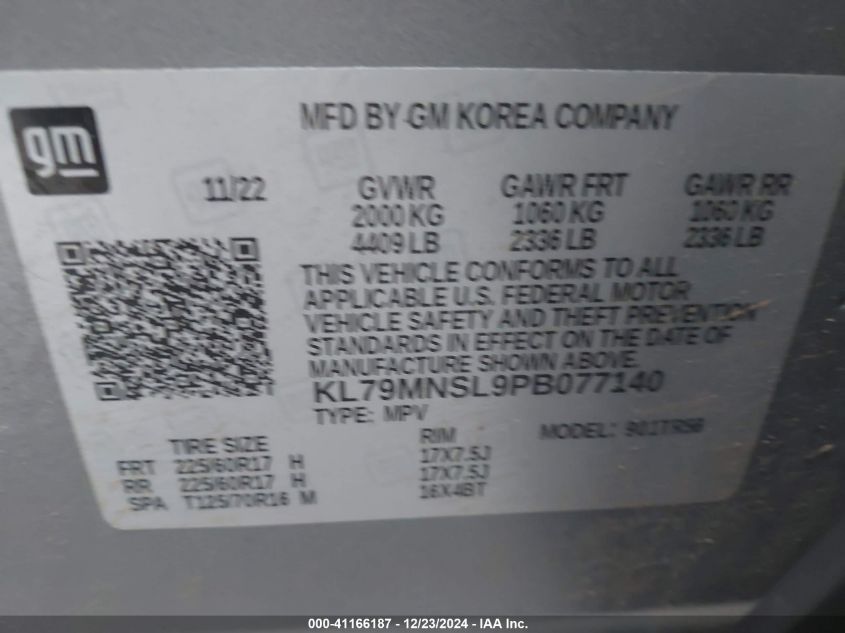 gm
MFD BY GM KOREA COMPANY
11/22 GVWR GAWR FRT GAWR RR
2000 KG 1060 KG 1060 KG
4409 LB 2336 LB 2336 LB
THIS VEHICLE CONFORMS TO ALL
APPLICABLE U.S. FEDERAL MOTOR
VEHICLE SAFETY AND THEFT PREVENTION
STANDARDS IN EFFECT ON THE DATE OF
MANUFACTURE SHOWN ABOVE.
KL79MNSL9PB077140
TYPE: MPV MODEL:
TIRE SIZE RIM
FRT 225/60R17 H 17X7.5J
RR 225/60R17 H 17X7.5J
SPA T125/70R16 M 16X4BT
000-41166187 - 12/23/2024 - IAA Inc.